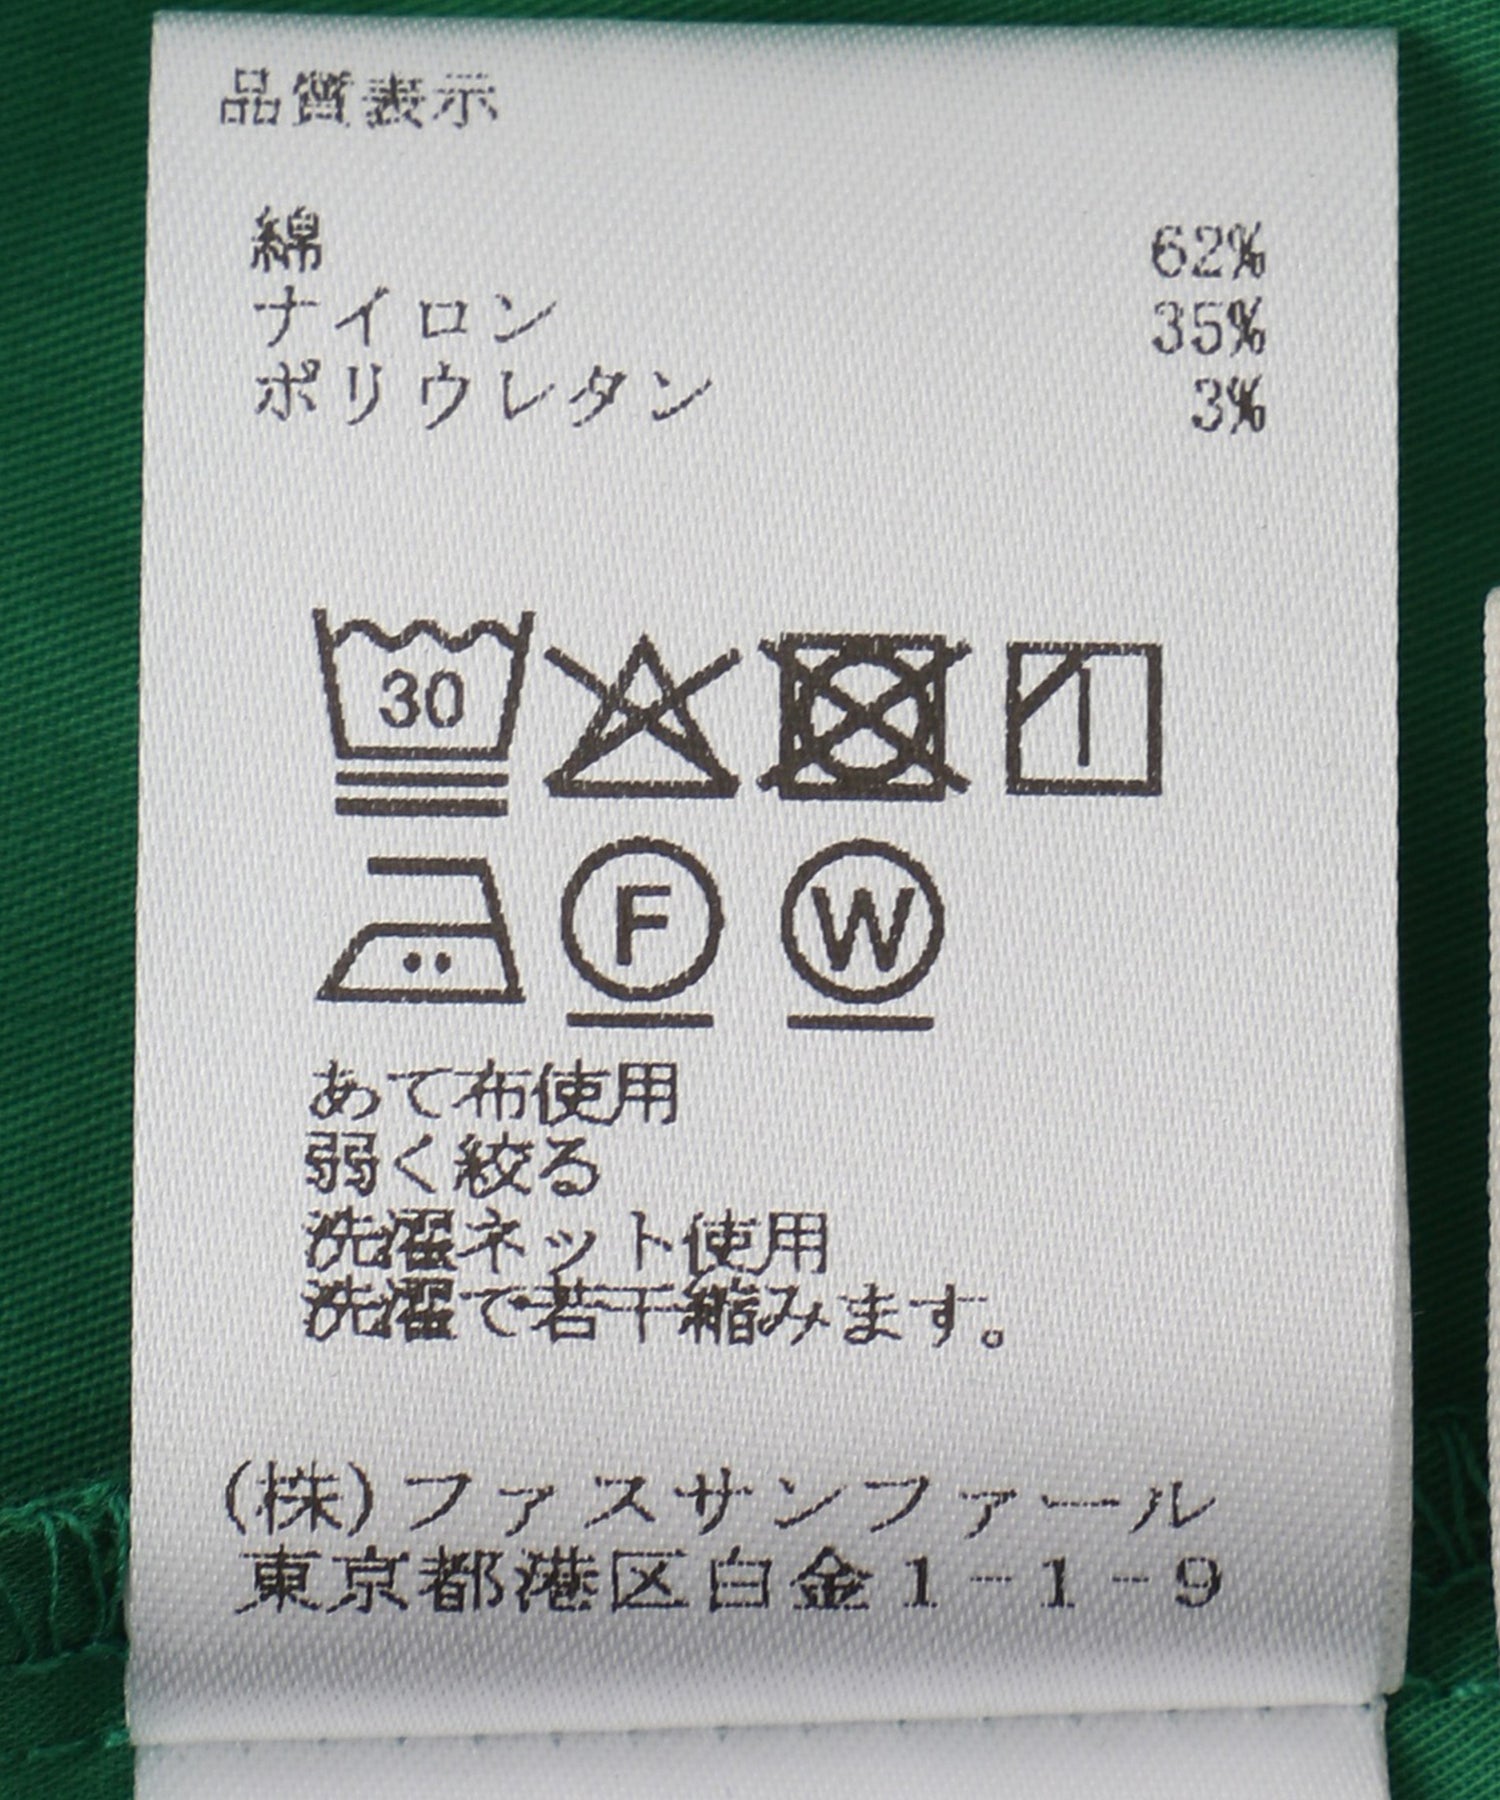 品質表示
綿 62%
ナイロン 35%
ポリウレタン 3%
30
F W
あて布使用
弱く絞る
洗濯ネット使用
洗濯で若干縮みます。
(株)ファスサンファール
東京都港区白金1-1-9